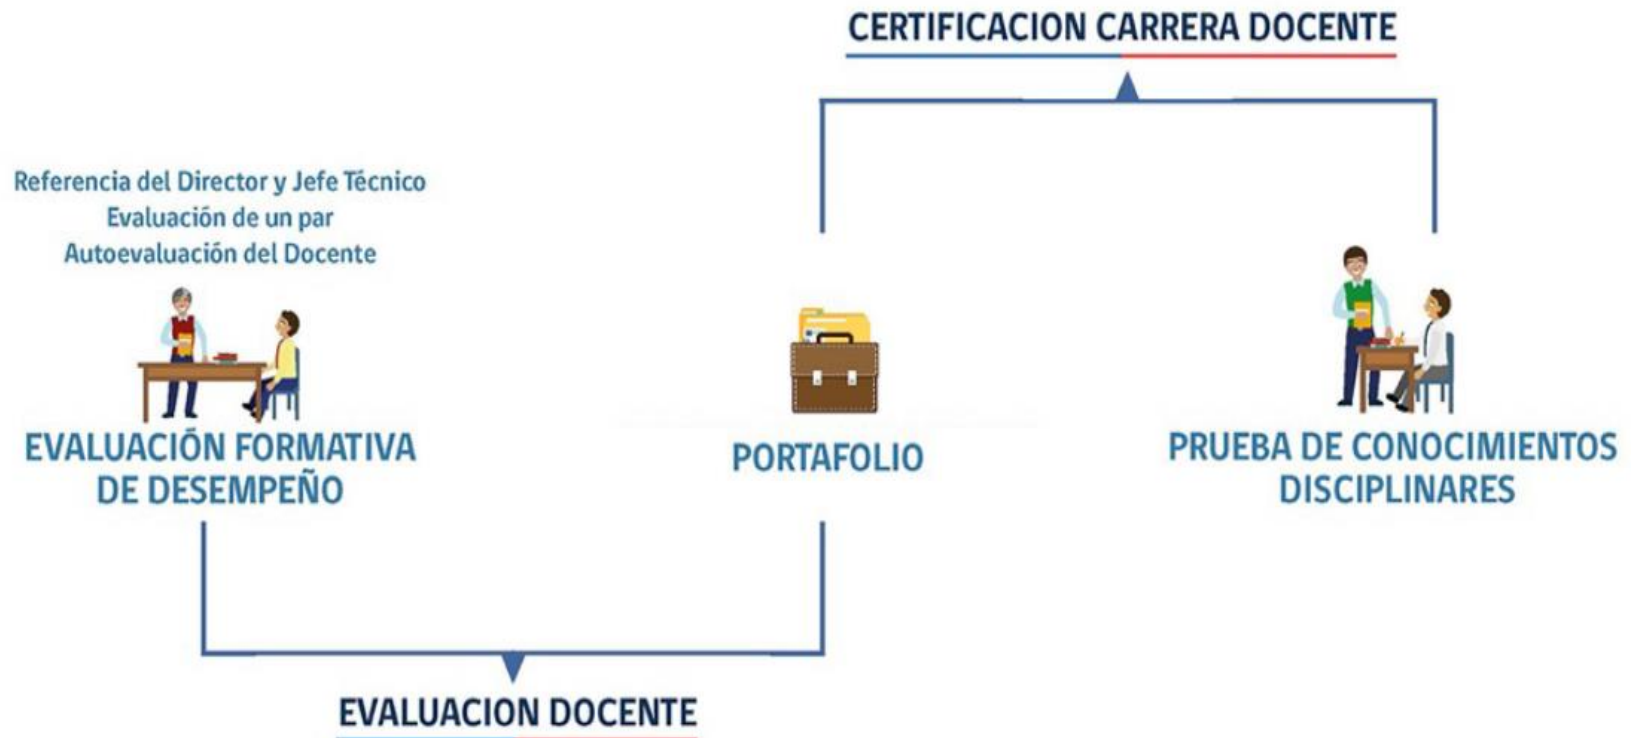 CERTIFICACION CARRERA DOCENTE
Referencia del Director y Jefe Técnico
Evaluación de un par
Autoevaluación del Docente
EVALUACIÓN FORMATIVA
DE DESEMPEÑO
PORTAFOLIO
PRUEBA DE CONOCIMIENTOS
DISCIPLINARES
EVALUACION DOCENTE